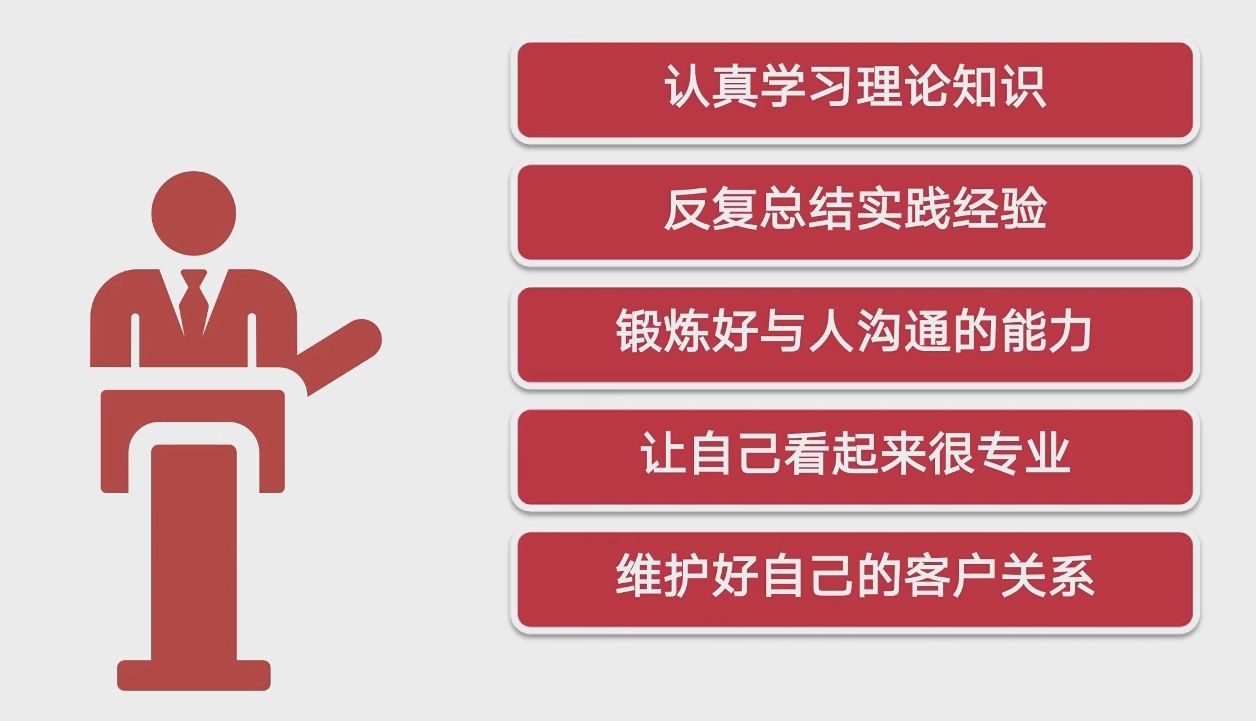 认真学习理论知识
反复总结实践经验
锻炼好与人沟通的能力
让自己看起来很专业
维护好自己的客户关系